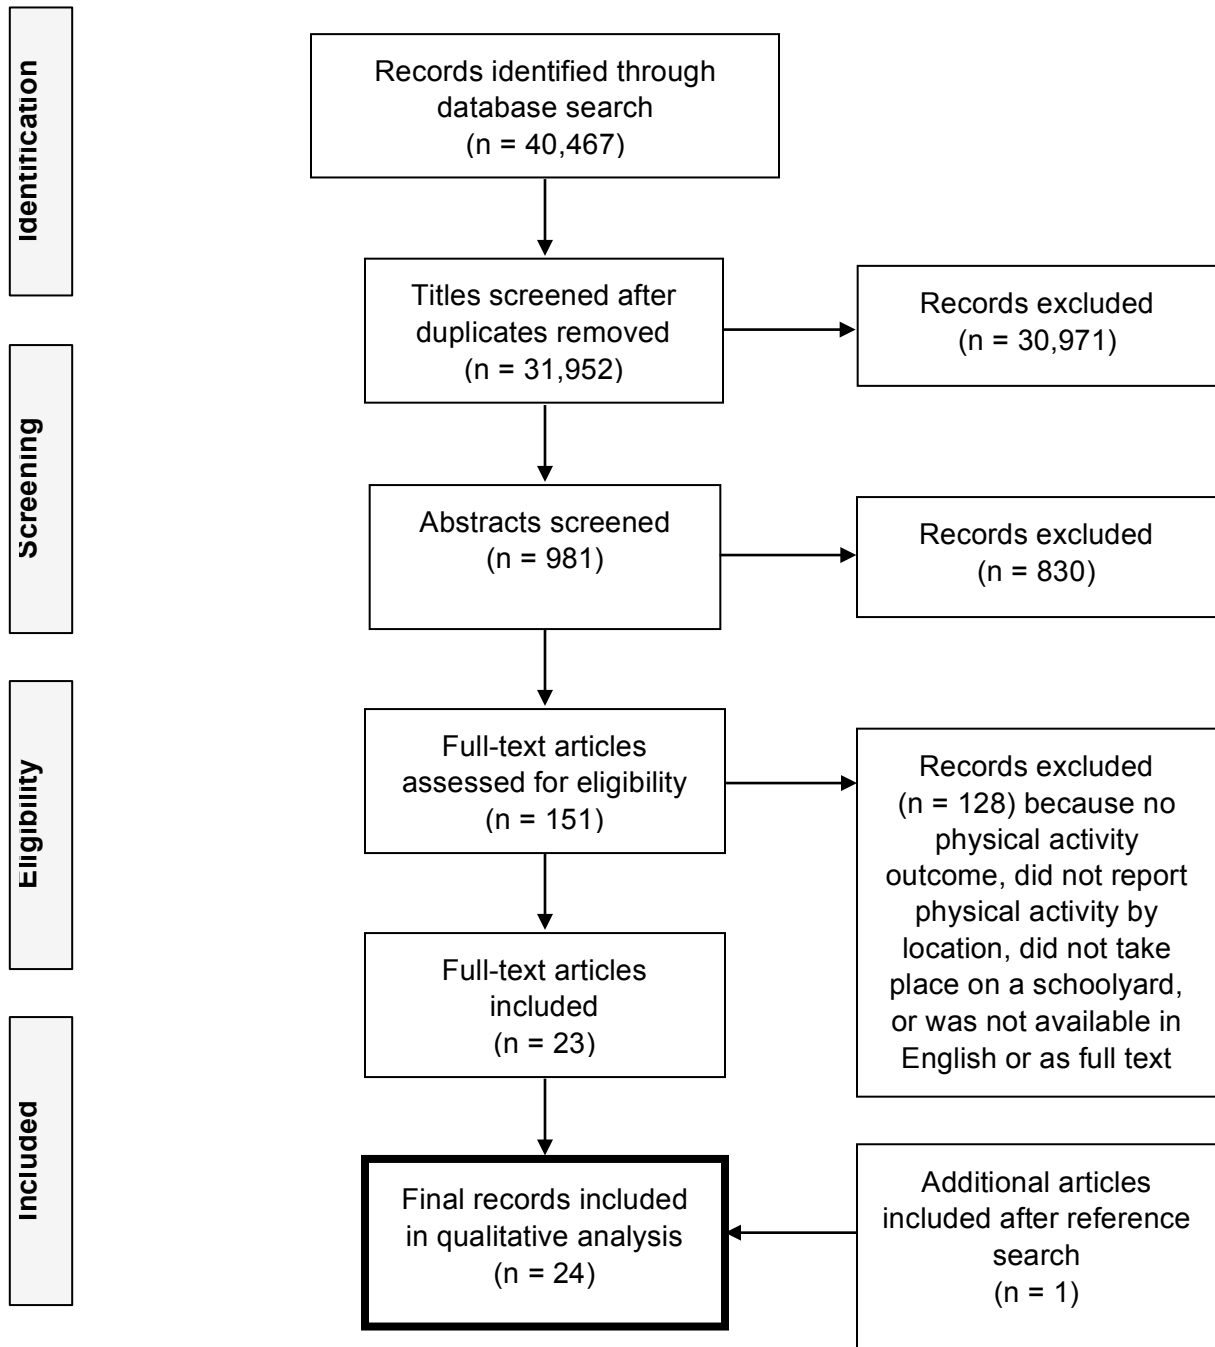 Identification
Records identified through
database search
(n = 40,467)
Titles screened after
duplicates removed
(n = 31,952)
Records excluded
(n = 30,971)
Screening
Abstracts screened
(n = 981)
Records excluded
(n = 830)
Eligibility
Full-text articles
assessed for eligibility
(n = 151)
Records excluded
(n = 128) because no
physical activity
outcome, did not report
physical activity by
location, did not take
place on a schoolyard,
or was not available in
English or as full text
Full-text articles
included
(n = 23)
Included
Final records included
in qualitative analysis
(n = 24)
Additional articles
included after reference
search
(n = 1)